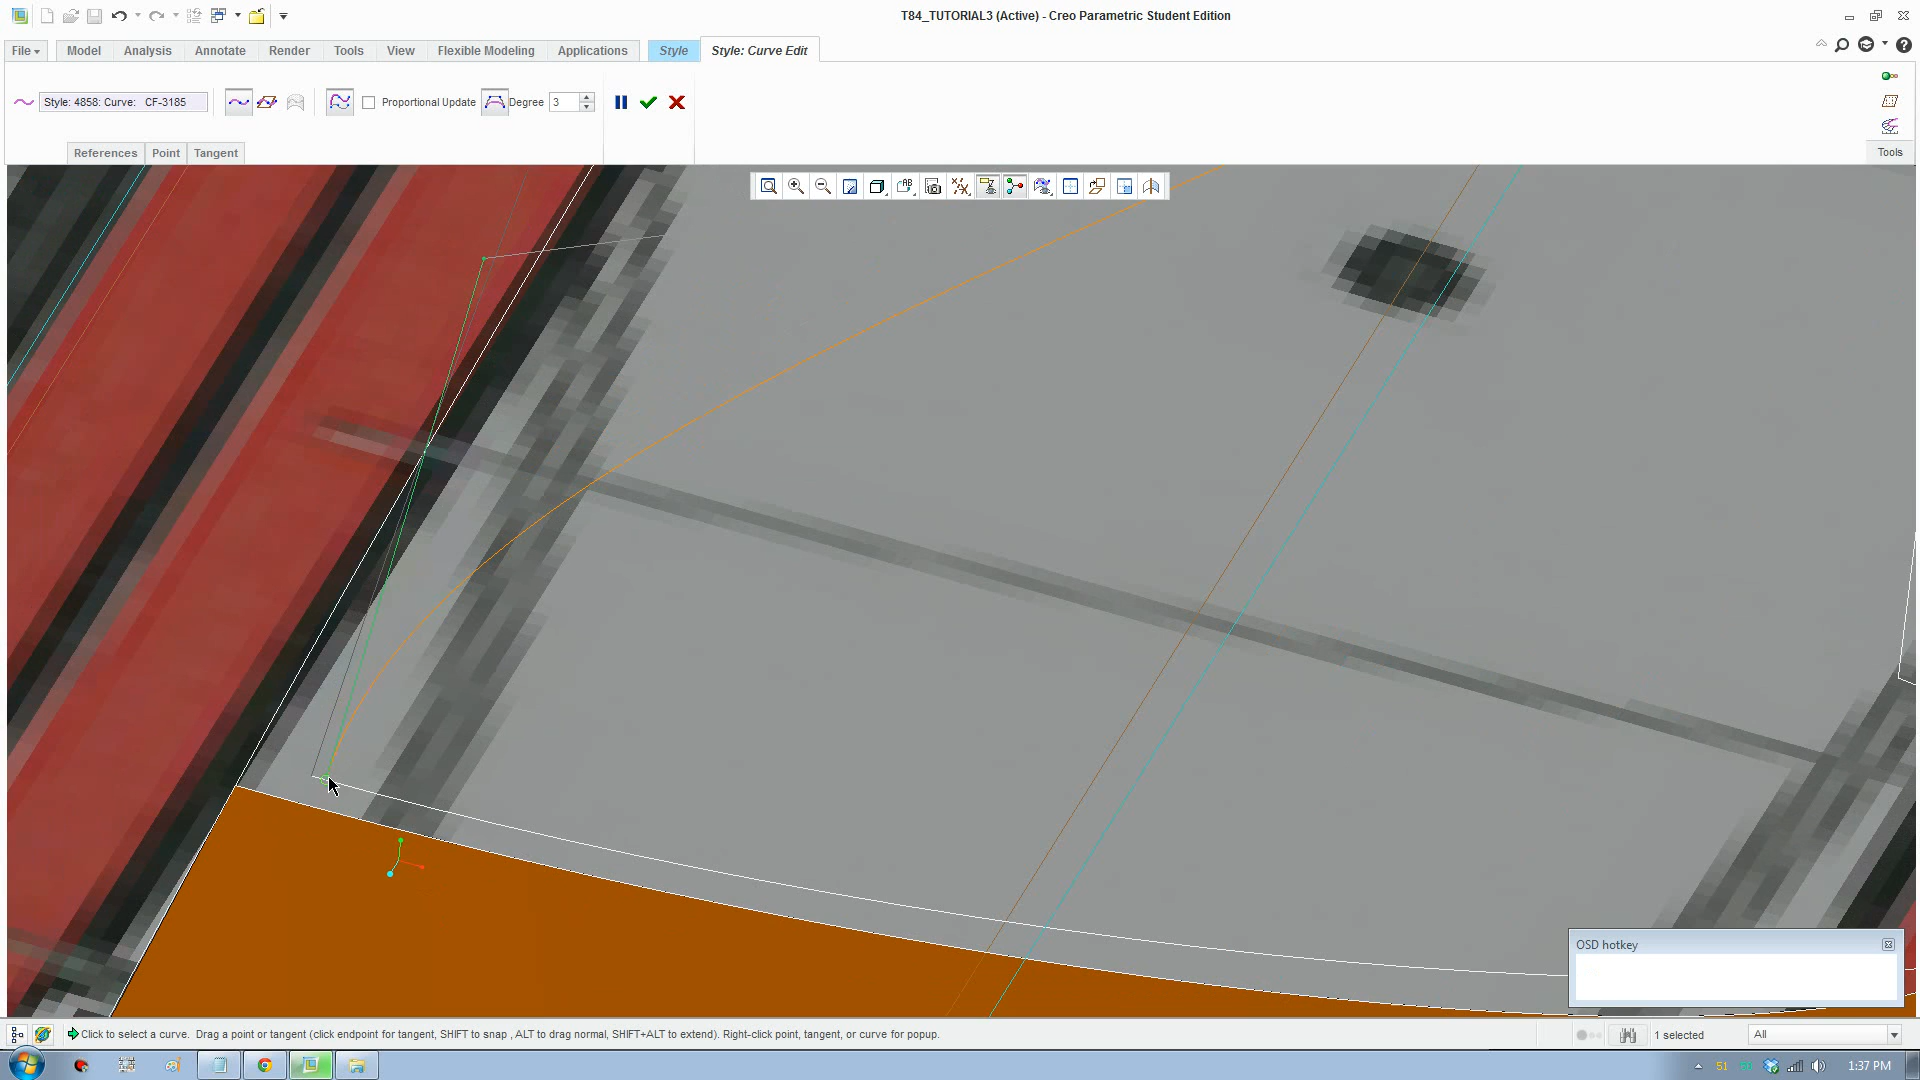 T84_TUTORIAL3 (Active) - Creo Parametric Student Edition
File Model Analysis Annotate Render Tools View Flexible Modeling Applications Style Style: Curve Edit
Style: 4858: Curve: CF-3185
Proportional Update
Degree 3
References Point Tangent
Tools
OSD hotkey
Click to select a curve. Drag a point or tangent (click endpoint for tangent, SHIFT to snap , ALT to drag normal, SHIFT+ALT to extend). Right-click point, tangent, or curve for popup.
1 selected
All
51
1:37 PM